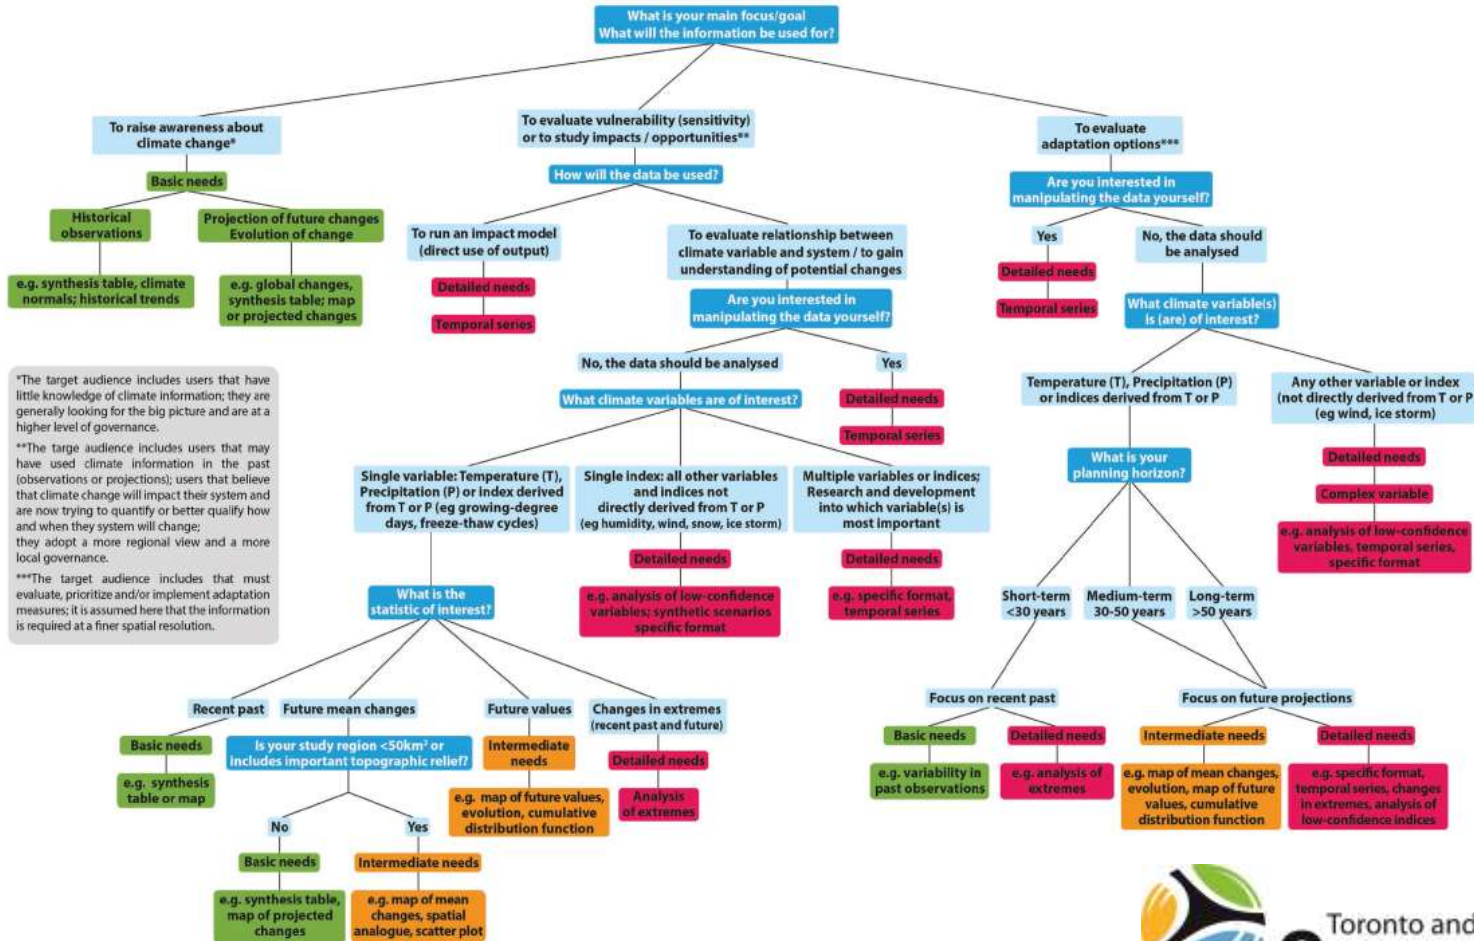 What is your main focus/goal
What will the information be used for?
To raise awareness about
climate change*
Basic needs
Historical
observations
e.g. synthesis table, climate
normals; historical trends
Projection of future changes
Evolution of change
e.g. global changes,
synthesis table; map
or projected changes
To evaluate vulnerability (sensitivity)
or to study impacts / opportunities**
How will the data be used?
To run an impact model
(direct use of output)
Detailed needs
Temporal series
To evaluate relationship between
climate variable and system / to gain
understanding of potential changes
Are you interested in
manipulating the data yourself?
No, the data should be analysed
Yes
Detailed needs
Temporal series
What climate variables are of interest?
Single variable: Temperature (T),
Precipitation (P) or index derived
from T or P (eg growing-degree
days, freeze-thaw cycles)
Single index: all other variables
and indices not
directly derived from T or P
(eg humidity, wind, snow, ice storm)
Detailed needs
e.g. analysis of low-confidence
variables; synthetic scenarios
specific format
Multiple variables or indices;
Research and development
into which variable(s) is
most important
Detailed needs
e.g. specific format,
temporal series
What is the
statistic of interest?
Recent past
Basic needs
e.g. synthesis
table or map
Future mean changes
Is your study region <50km² or
includes important topographic relief?
No
Basic needs
e.g. synthesis table,
map of projected
changes
Yes
Intermediate needs
e.g. map of mean
changes, spatial
analogue, scatter plot
Future values
Intermediate
needs
e.g. map of future values,
evolution, cumulative
distribution function
Changes in extremes
(recent past and future)
Detailed needs
Analysis
of extremes
To evaluate
adaptation options***
Are you interested in
manipulating the data yourself?
Yes
Detailed needs
Temporal series
No, the data should
be analysed
What climate variable(s)
is (are) of interest?
Temperature (T), Precipitation (P)
or indices derived from T or P
What is your
planning horizon?
Short-term
<30 years
Medium-term
30-50 years
Long-term
>50 years
Focus on recent past
Basic needs
e.g. variability in
past observations
Detailed needs
e.g. analysis of
extremes
Focus on future projections
Intermediate needs
e.g. map of mean changes,
evolution, map of future
values, cumulative
distribution function
Detailed needs
e.g. specific format,
temporal series, changes
in extremes, analysis of
low-confidence indices
Any other variable or index
(not directly derived from T or P
(eg wind, ice storm)
Detailed needs
Complex variable
e.g. analysis of low-confidence
variables, temporal series,
specific format
*The target audience includes users that have
little knowledge of climate information; they are
generally looking for the big picture and are at a
higher level of governance.
**The targe audience includes users that may
have used climate information in the past
(observations or projections); users that believe
that climate change will impact their system and
are now trying to quantify or better qualify how
and when they system will change;
they adopt a more regional view and a more
local governance.
***The target audience includes that must
evaluate, prioritize and/or implement adaptation
measures; it is assumed here that the information
is required at a finer spatial resolution.
Toronto and